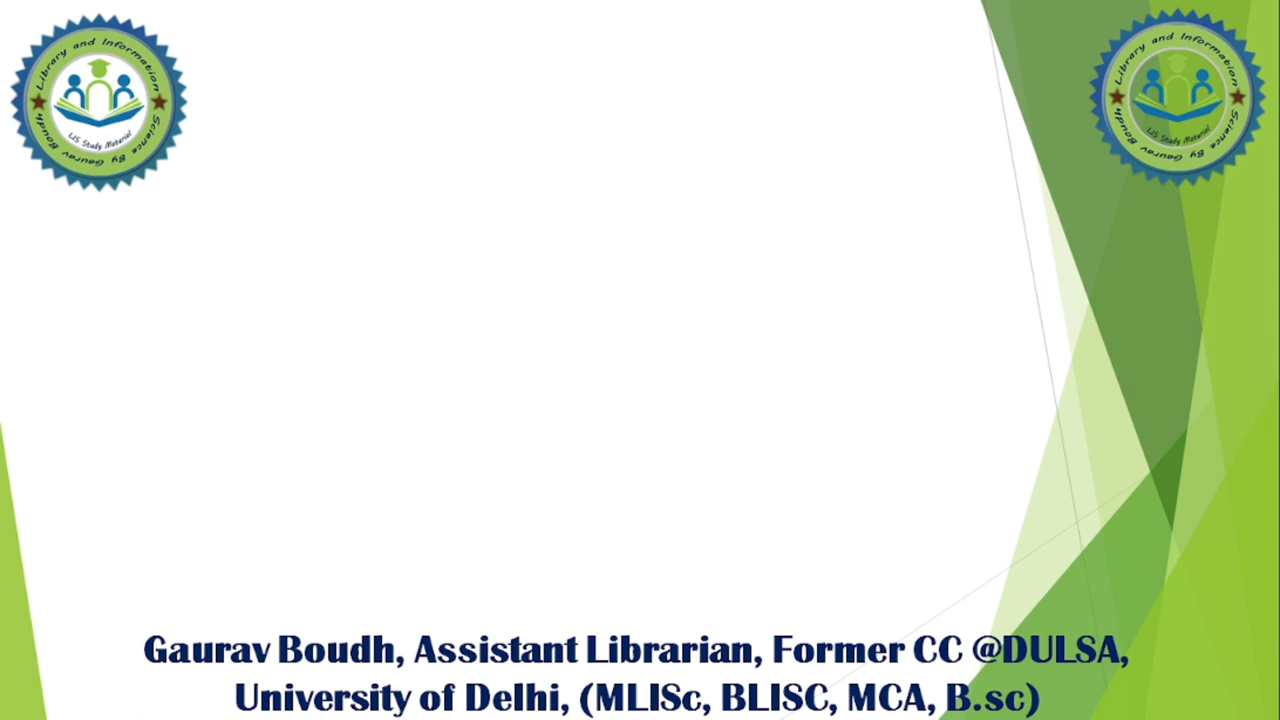 Library and Information Science By Gaurav Boudh
LIS Study Material
Library and Information Science By Gaurav Boudh
LIS Study Material
Gaurav Boudh, Assistant Librarian, Former CC @DULSA,
University of Delhi, (MLISc, BLISC, MCA, B.sc)